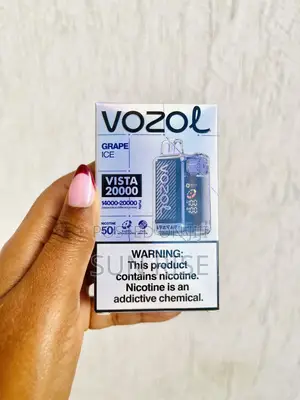 VOZOL
GRAPE
ICE
VISTA
20000
14000-20000
NICOTINE
50
WARNING:
This product
contains nicotine.
Nicotine is an
addictive chemical.